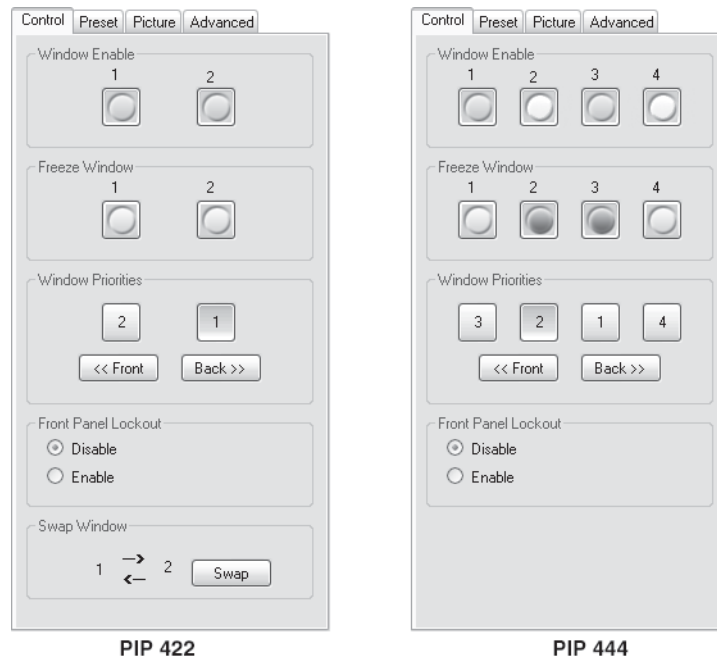 Control Preset Picture Advanced
Window Enable
1 2
Freeze Window
1 2
Window Priorities
2 1
<< Front Back >>
Front Panel Lockout
Disable
Enable
Swap Window
1 --> <-- 2 Swap
PIP 422
Control Preset Picture Advanced
Window Enable
1 2 3 4
Freeze Window
1 2 3 4
Window Priorities
3 2 1 4
<< Front Back >>
Front Panel Lockout
Disable
Enable
PIP 444